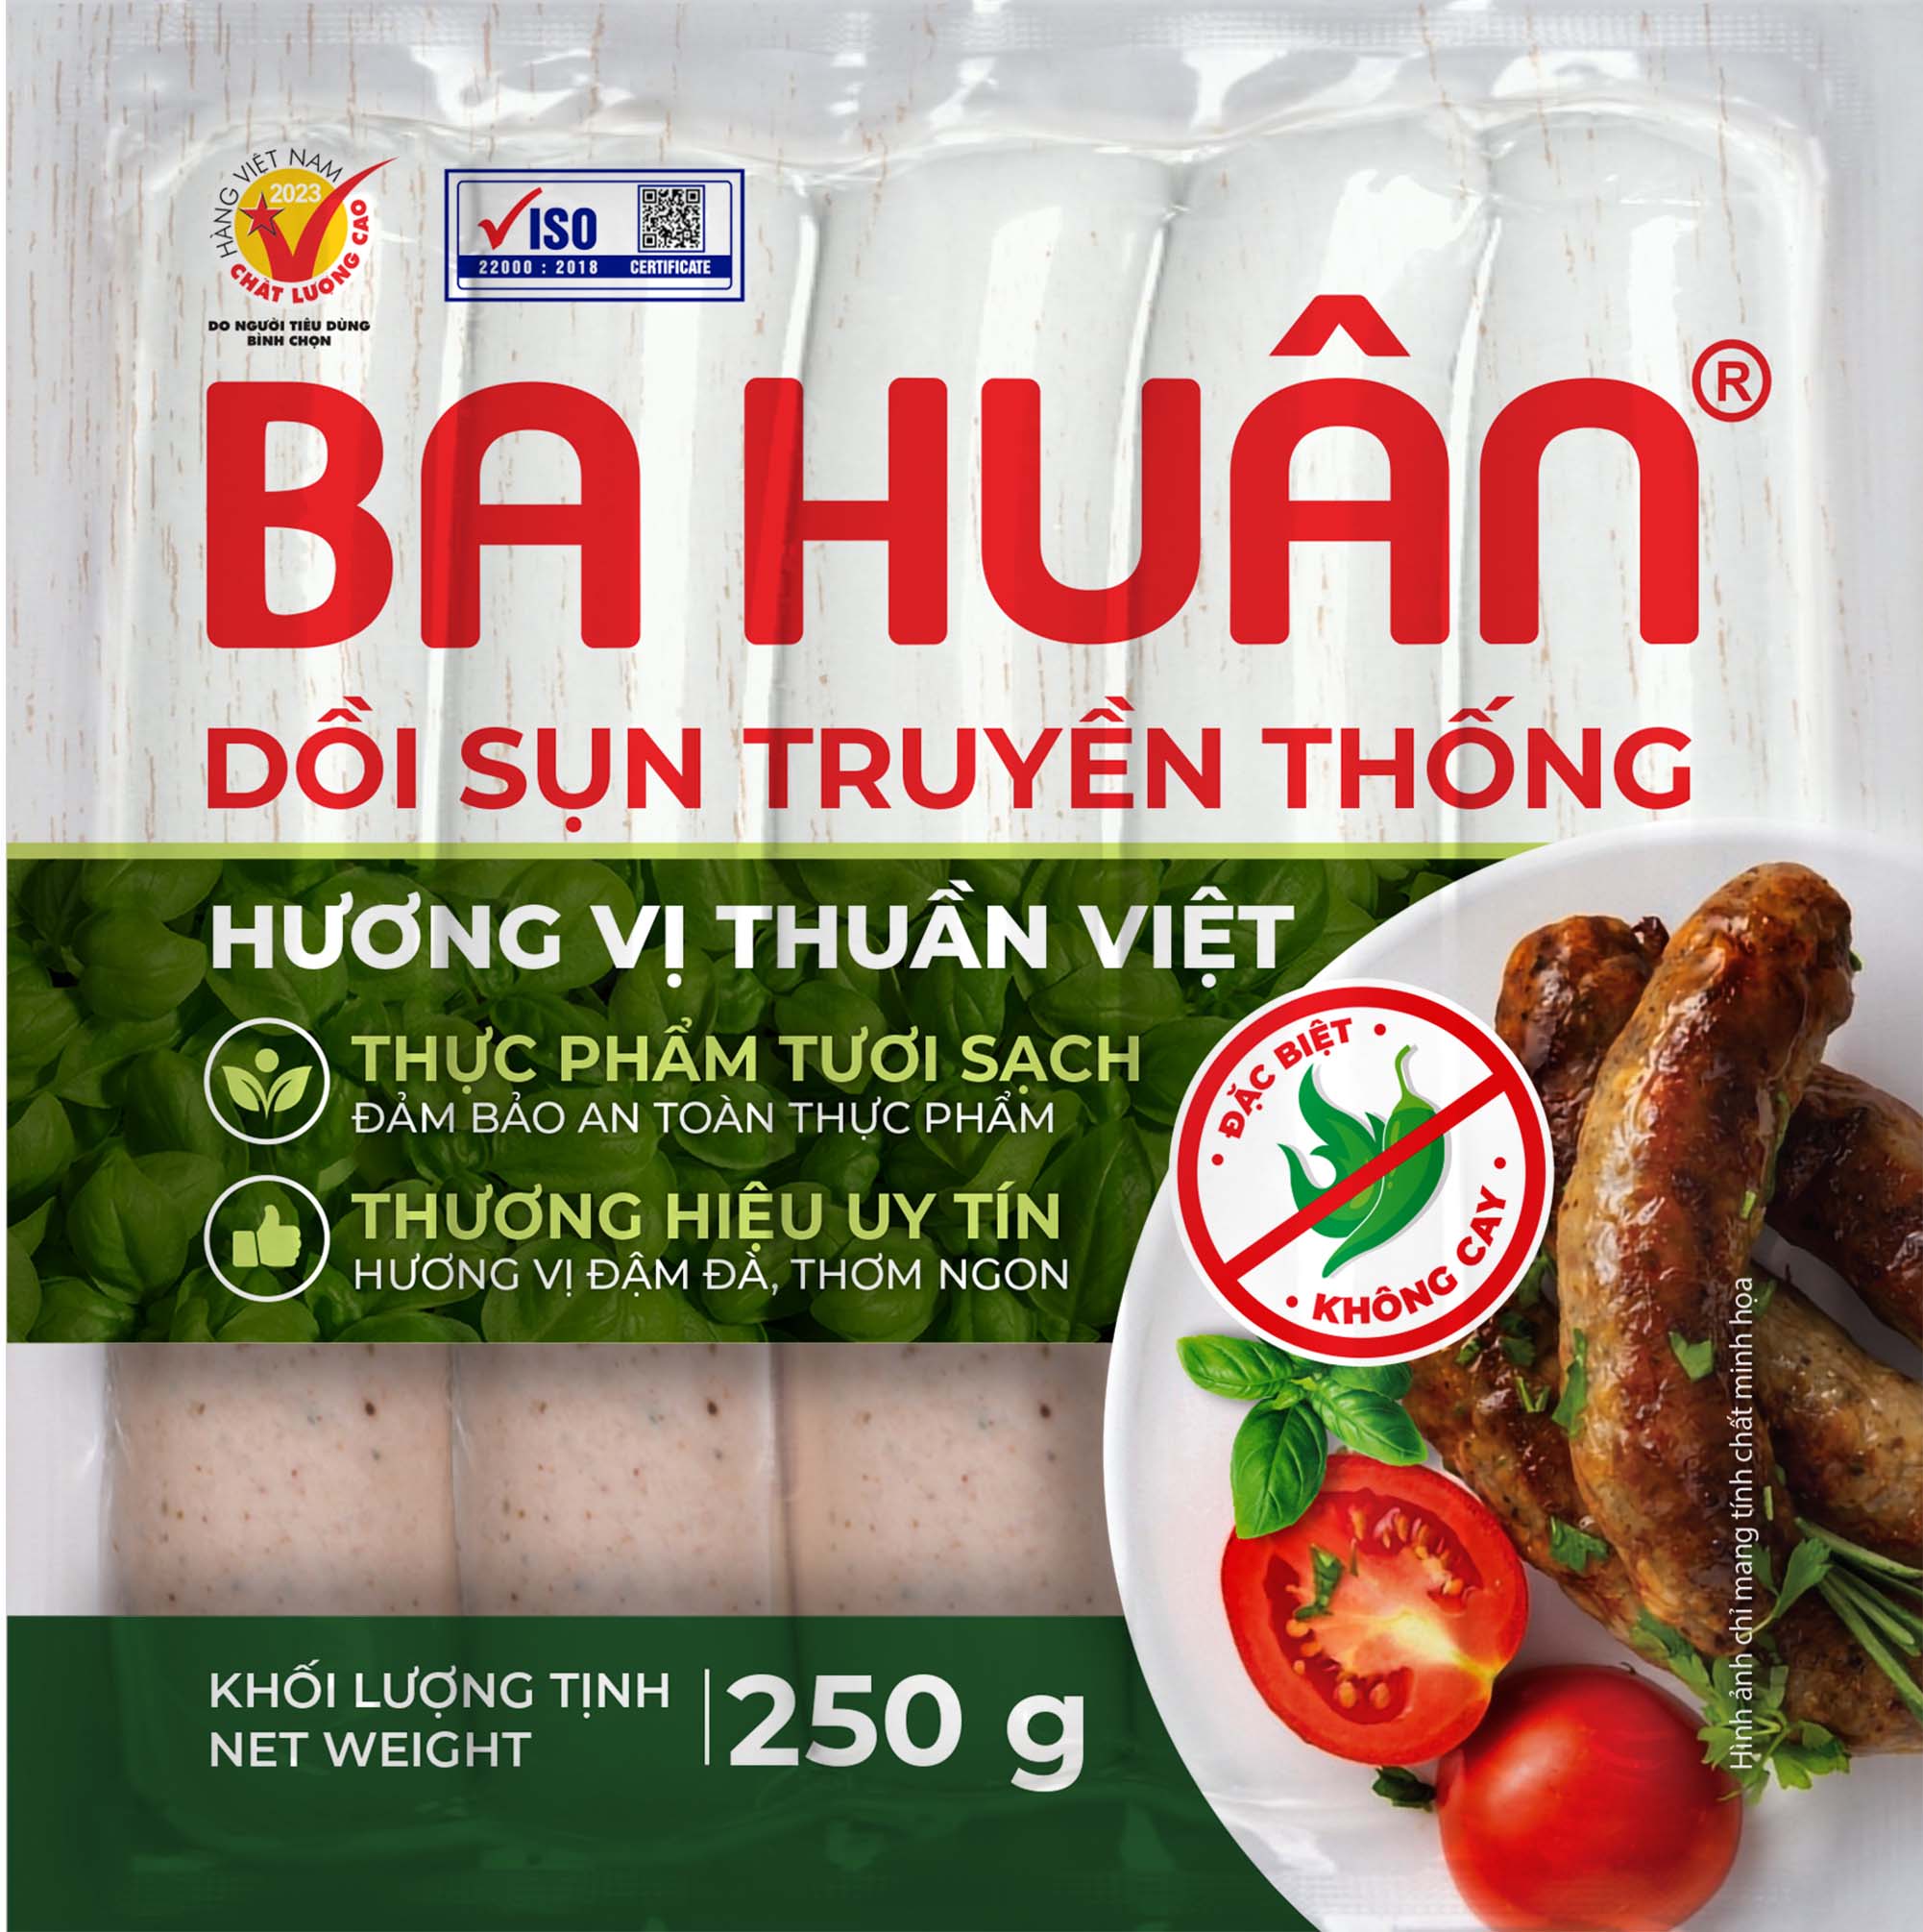 HÀNG VIỆT NAM
2023
CHẤT LƯỢNG CAO
DO NGƯỜI TIÊU DÙNG
BÌNH CHỌN
ISO
22000 : 2018 CERTIFICATE
BA HUÂN®
DỒI SỤN TRUYỀN THỐNG
HƯƠNG VỊ THUẦN VIỆT
THỰC PHẨM TƯƠI SẠCH
ĐẢM BẢO AN TOÀN THỰC PHẨM
THƯƠNG HIỆU UY TÍN
HƯƠNG VỊ ĐẬM ĐÀ, THƠM NGON
• ĐẶC BIỆT •
• KHÔNG CAY •
KHỐI LƯỢNG TỊNH
NET WEIGHT
250 g
Hình ảnh chỉ mang tính chất minh họa